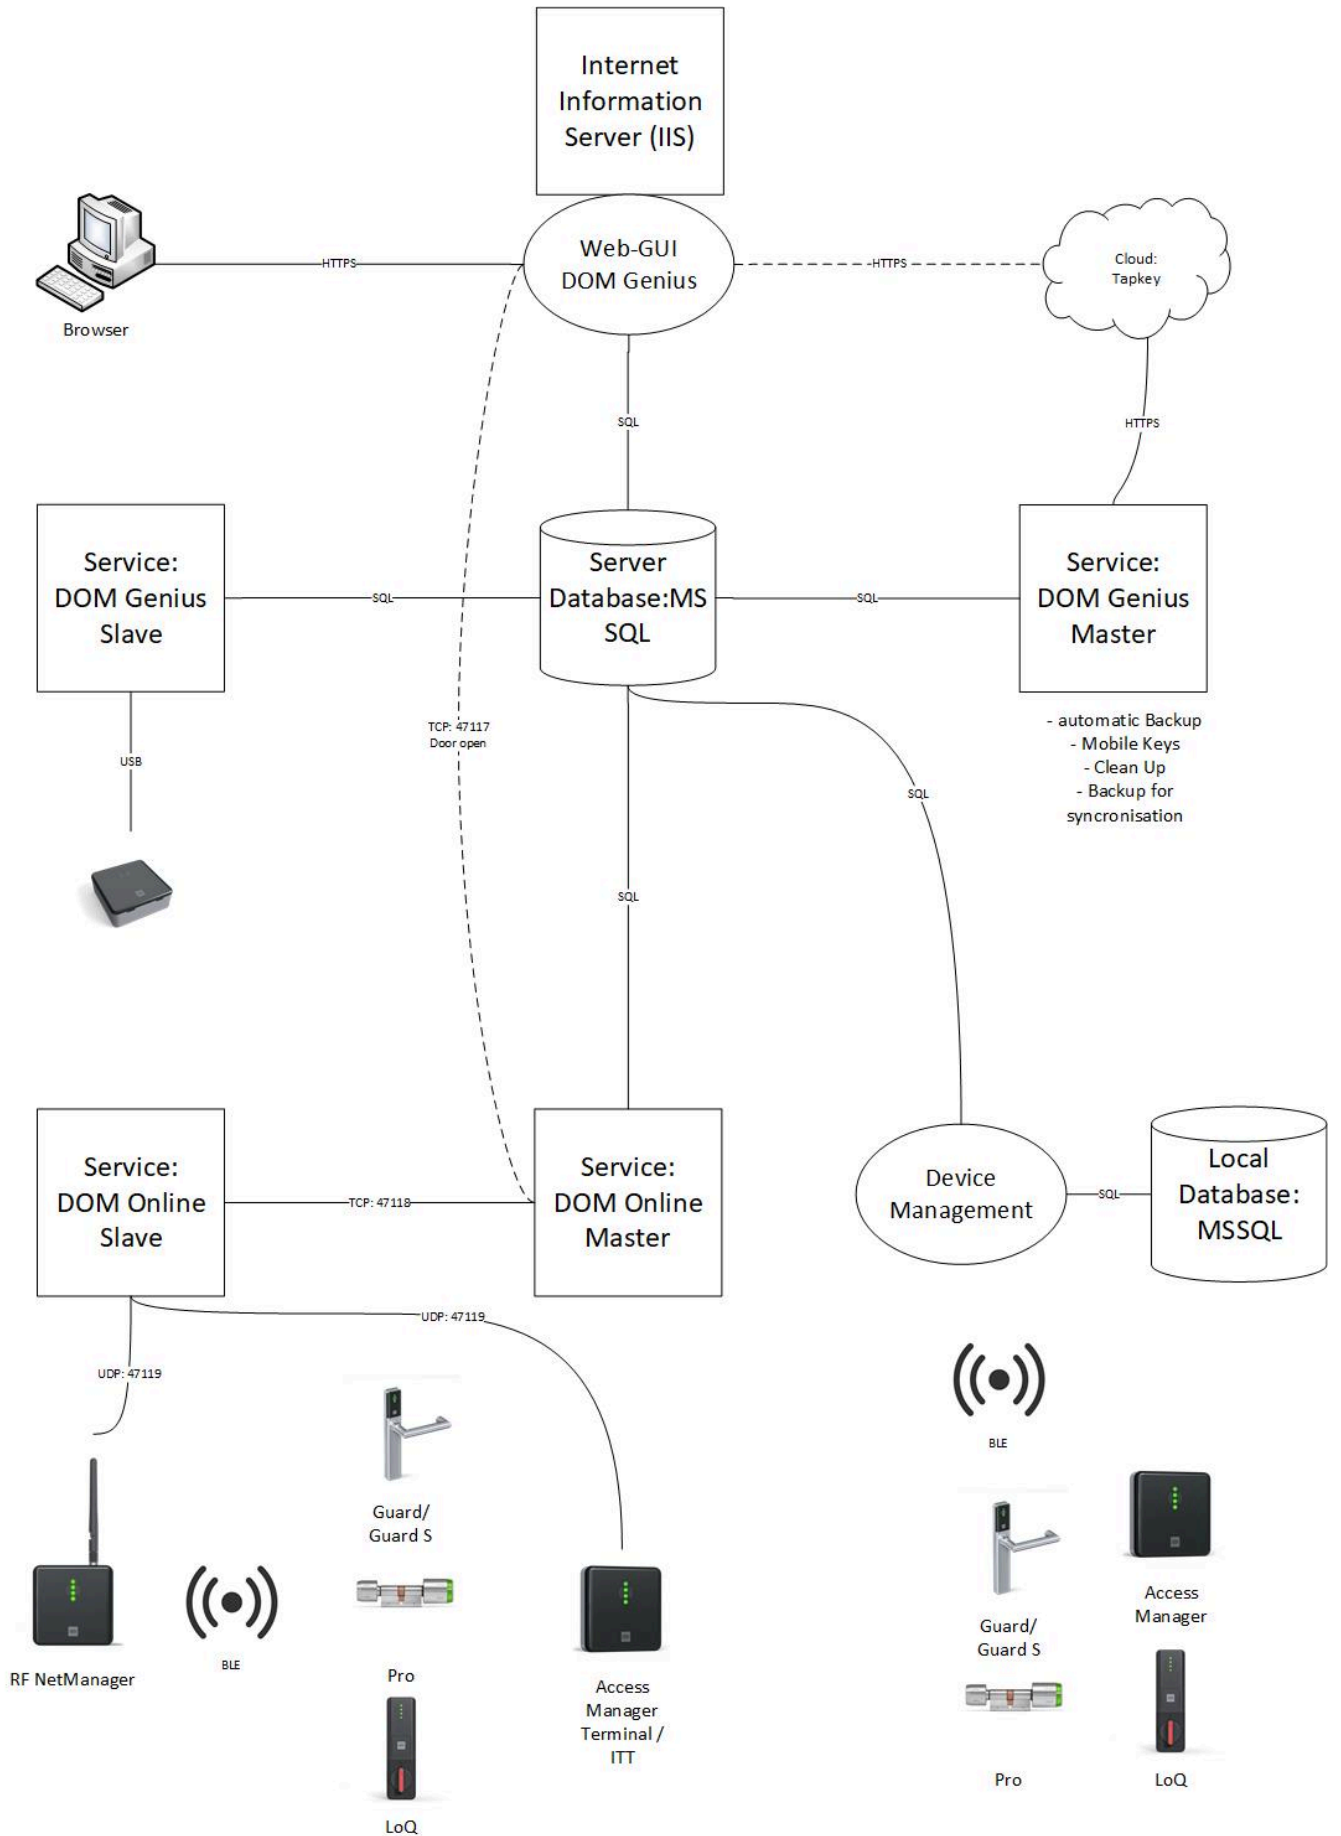 Internet
Information
Server (IIS)
Web-GUI
DOM Genius
HTTPS
HTTPS
Cloud:
Tapkey
Browser
SQL
HTTPS
Service:
DOM Genius
Slave
SQL
Server
Database:MS
SQL
SQL
Service:
DOM Genius
Master
- automatic Backup
- Mobile Keys
- Clean Up
- Backup for
syncronisation
TCP: 47117
Door open
USB
SQL
SQL
Service:
DOM Online
Slave
TCP: 47118
Service:
DOM Online
Master
Device
Management
SQL
Local
Database:
MSSQL
UDP: 47119
UDP: 47119
BLE
Guard/
Guard S
RF NetManager
BLE
Pro
LoQ
Access
Manager
Terminal /
ITT
Guard/
Guard S
Access
Manager
Pro
LoQ